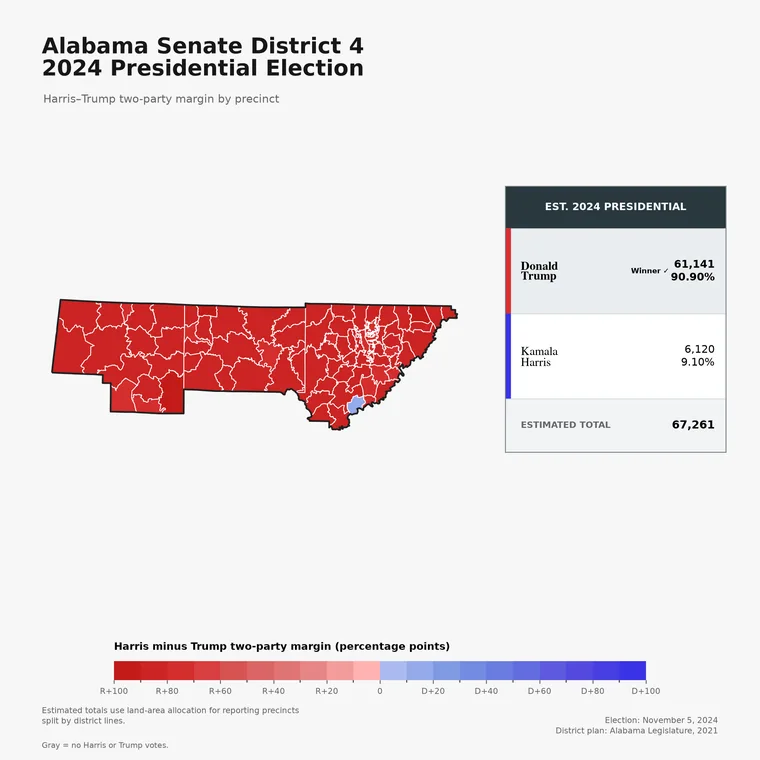 Alabama Senate District 4
2024 Presidential Election
Harris–Trump two-party margin by precinct
EST. 2024 PRESIDENTIAL
Donald
Trump
Winner ✓
61,141
90.90%
Kamala
Harris
6,120
9.10%
ESTIMATED TOTAL
67,261
Harris minus Trump two-party margin (percentage points)
R+100 R+80 R+60 R+40 R+20 0 D+20 D+40 D+60 D+80 D+100
Estimated totals use land-area allocation for reporting precincts
split by district lines.
Gray = no Harris or Trump votes.
Election: November 5, 2024
District plan: Alabama Legislature, 2021